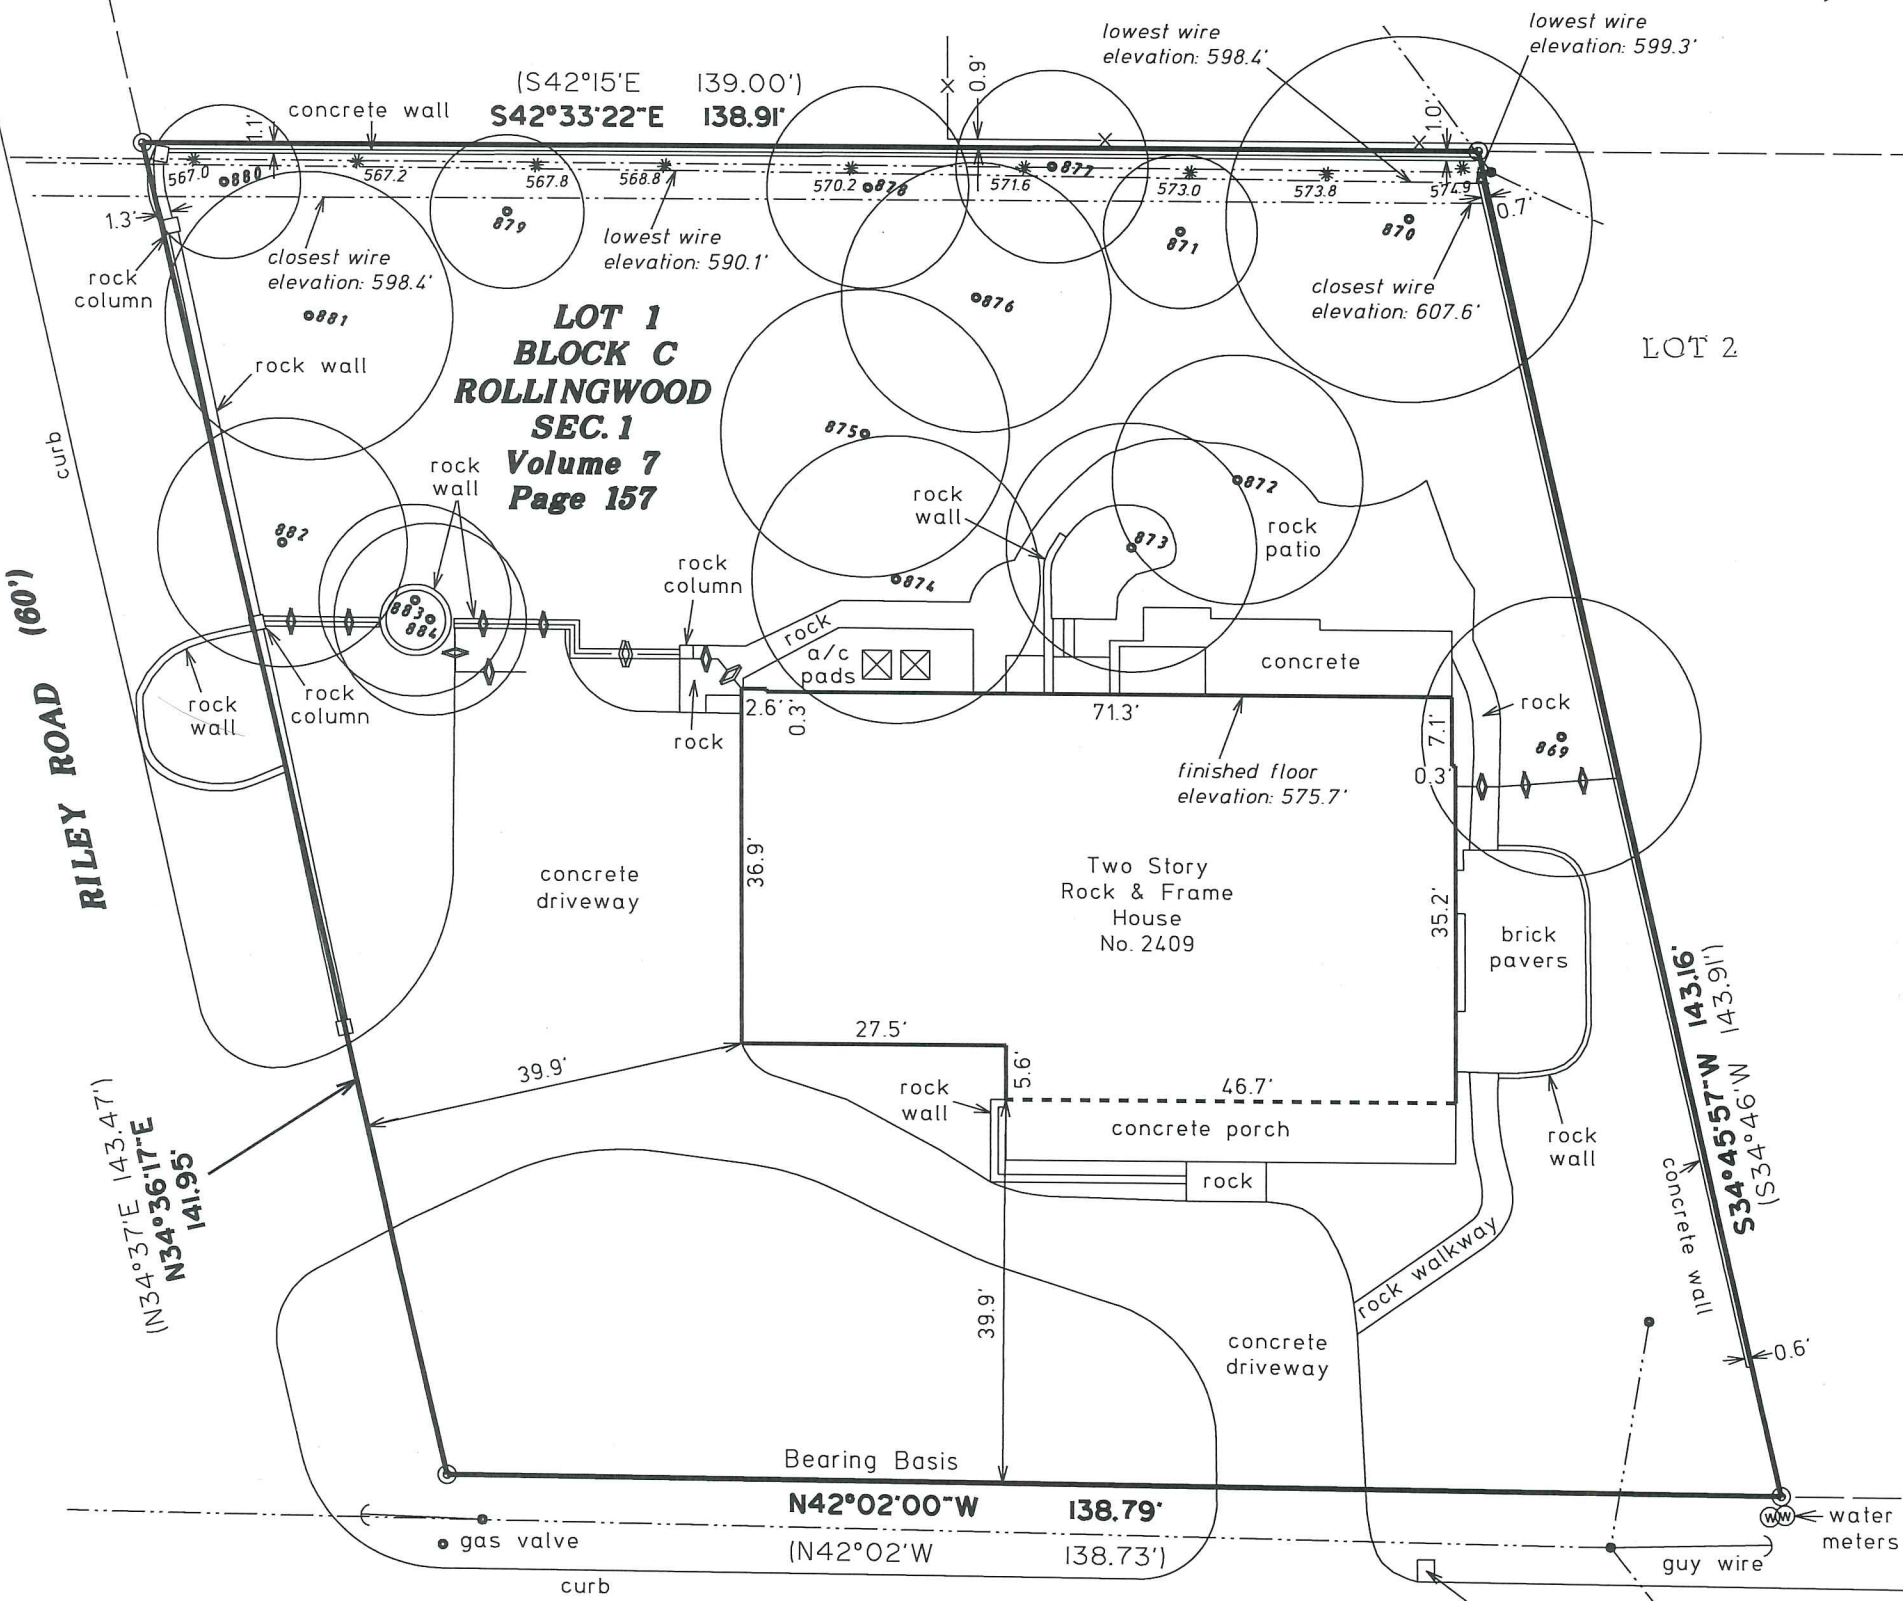 lowest wire
elevation: 599.3'
lowest wire
elevation: 598.4'
(S42°15'E 139.00')
S42°33'22"E 138.91'
concrete wall
1.1'
0.9'
1.0'
567.0
567.2
567.8
568.8
570.2
571.6
573.0
573.8
574.9
880
878
877
879
871
870
0.7'
1.3'
rock
column
closest wire
elevation: 598.4'
lowest wire
elevation: 590.1'
closest wire
elevation: 607.6'
881
876
LOT 1
BLOCK C
ROLLINGWOOD
SEC. 1
Volume 7
Page 157
LOT 2
rock wall
curb
875
rock
wall
rock
wall
872
rock
patio
882
873
874
rock
column
883
884
rock
a/c
pads
concrete
RILEY ROAD (60')
rock
wall
rock
column
rock
2.6'
0.3'
71.3'
7.1'
0.3'
rock
869
finished floor
elevation: 575.7'
36.9'
concrete
driveway
Two Story
Rock & Frame
House
No. 2409
35.2'
brick
pavers
27.5'
5.6'
46.7'
39.9'
rock
wall
concrete porch
rock
rock
wall
143.16'
143.91')
S34°45'57"W
(S34°46'W
concrete wall
(N34°37'E 143.47')
N34°36'17"E
141.95'
rock walkway
39.9'
concrete
driveway
0.6'
Bearing Basis
N42°02'00"W 138.79'
(N42°02'W 138.73')
gas valve
curb
W W
water
meters
guy wire